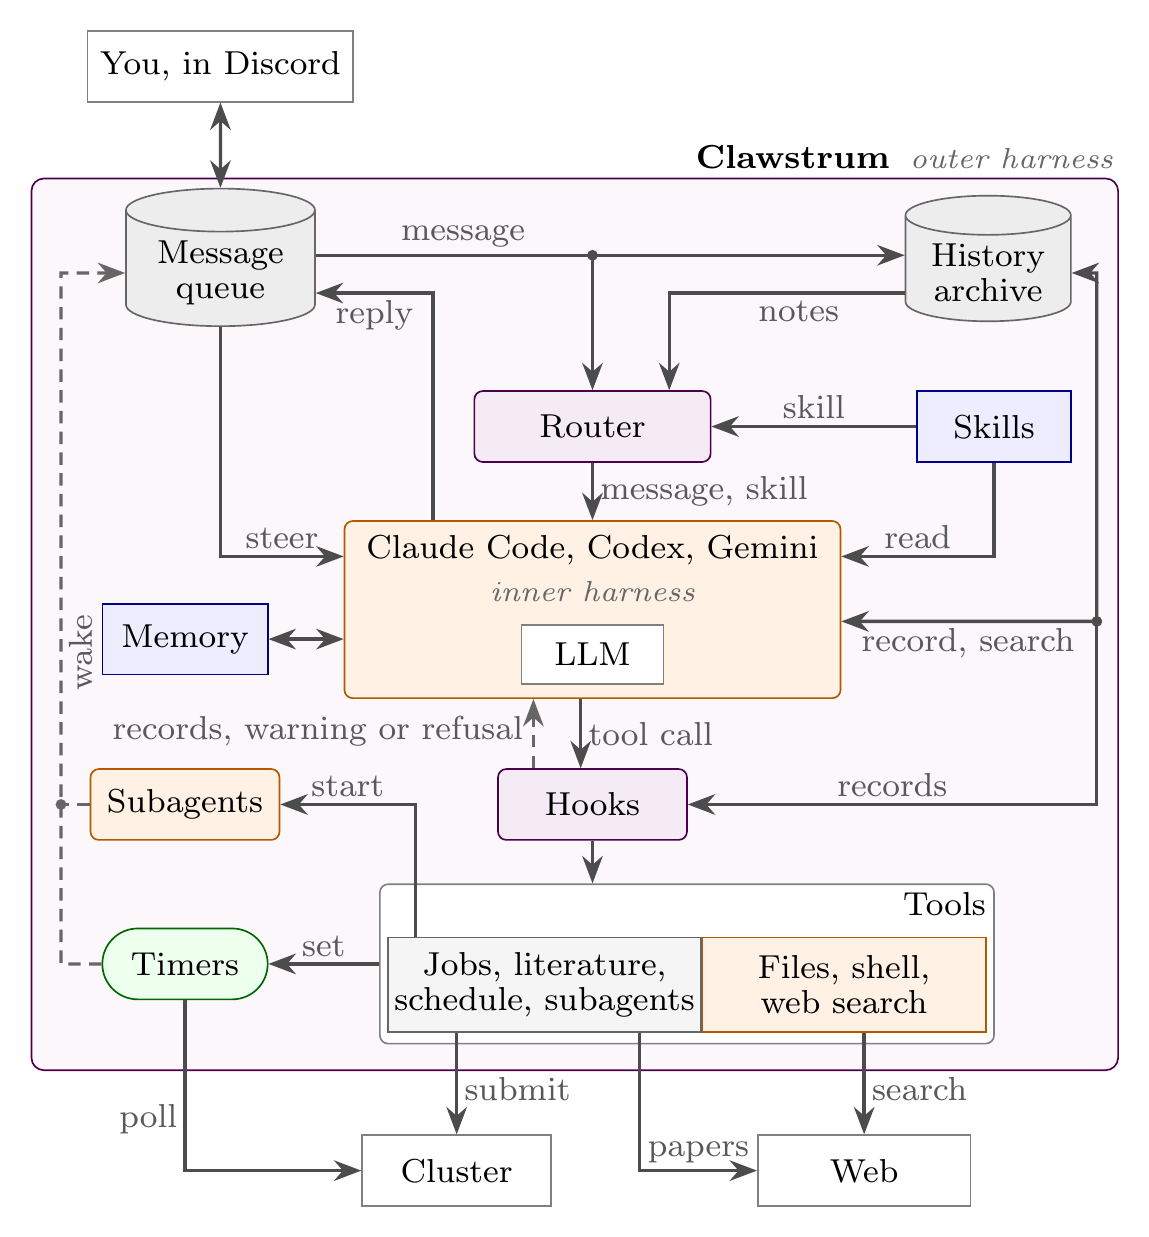 You, in Discord
Clawstrum outer harness
Message
queue
message
History
archive
reply
notes
Router
skill
Skills
message, skill
steer
Claude Code, Codex, Gemini
read
inner harness
wake
Memory
LLM
record, search
records, warning or refusal
tool call
Subagents
start
Hooks
records
Tools
Timers
set
Jobs, literature,
schedule, subagents
Files, shell,
web search
submit
search
poll
papers
Cluster
Web